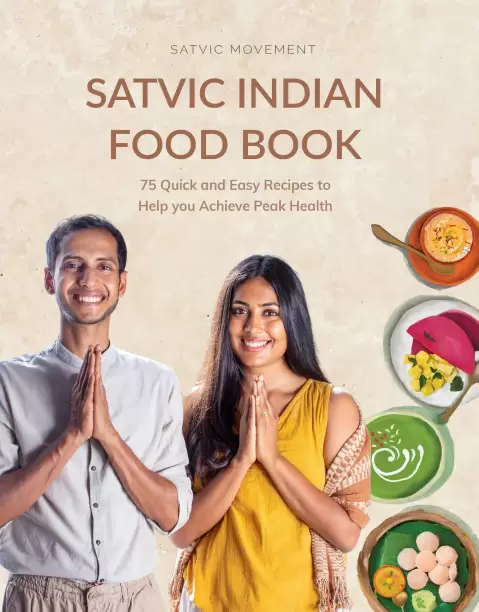 SATVIC MOVEMENT
SATVIC INDIAN
FOOD BOOK
75 Quick and Easy Recipes to
Help you Achieve Peak Health